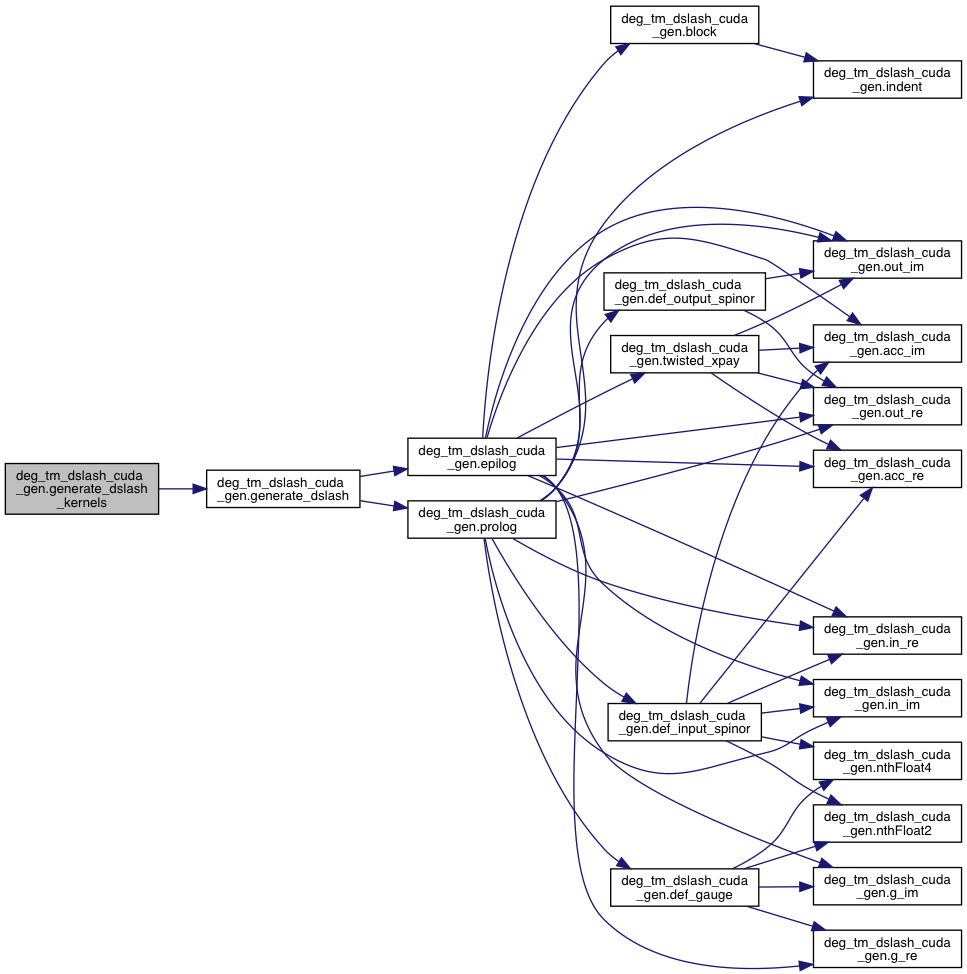 deg_tm_dslash_cuda
_gen.generate_dslash
_kernels
deg_tm_dslash_cuda
_gen.generate_dslash
deg_tm_dslash_cuda
_gen.epilog
deg_tm_dslash_cuda
_gen.prolog
deg_tm_dslash_cuda
_gen.block
deg_tm_dslash_cuda
_gen.def_output_spinor
deg_tm_dslash_cuda
_gen.twisted_xpay
deg_tm_dslash_cuda
_gen.def_input_spinor
deg_tm_dslash_cuda
_gen.def_gauge
deg_tm_dslash_cuda
_gen.indent
deg_tm_dslash_cuda
_gen.out_im
deg_tm_dslash_cuda
_gen.acc_im
deg_tm_dslash_cuda
_gen.out_re
deg_tm_dslash_cuda
_gen.acc_re
deg_tm_dslash_cuda
_gen.in_re
deg_tm_dslash_cuda
_gen.in_im
deg_tm_dslash_cuda
_gen.nthFloat4
deg_tm_dslash_cuda
_gen.nthFloat2
deg_tm_dslash_cuda
_gen.g_im
deg_tm_dslash_cuda
_gen.g_re